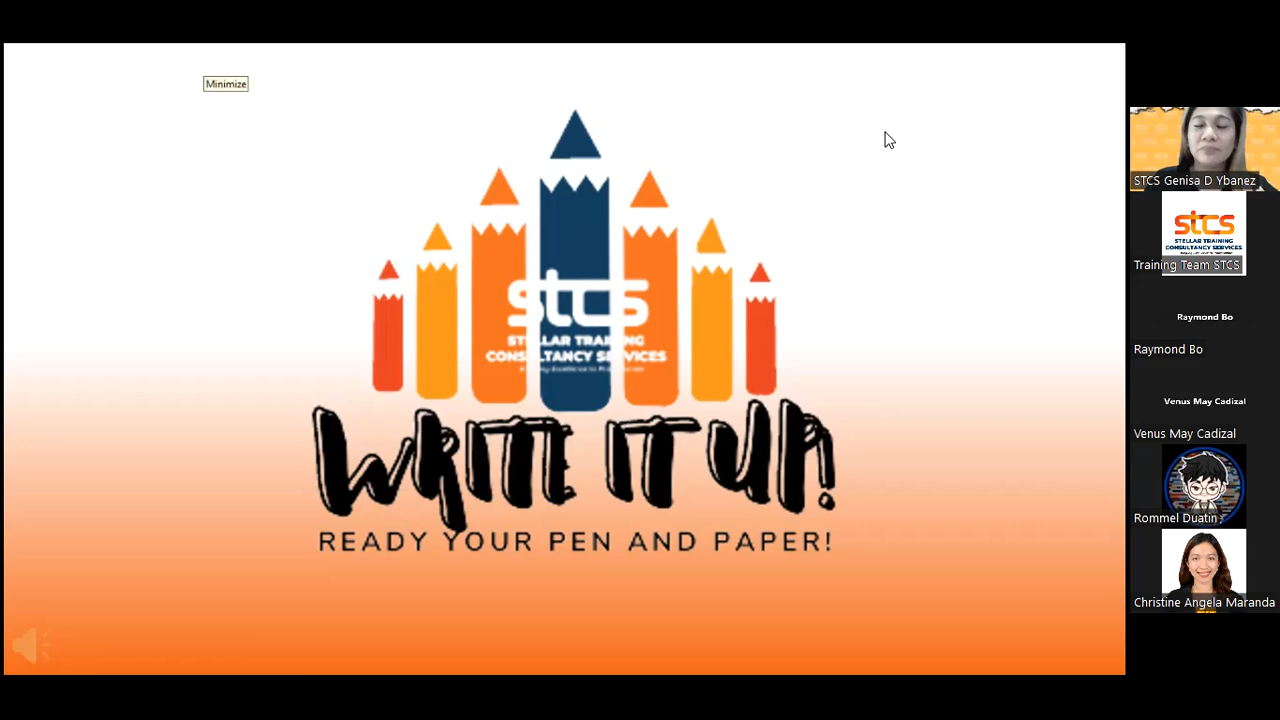 Minimize
stcs
STELLAR TRAINING
CONSULTANCY SERVICES
WRITE IT UP!
READY YOUR PEN AND PAPER!
STCS Genisa D Ybanez
stcs
STELLAR TRAINING
CONSULTANCY SERVICES
Training Team STCS
Raymond Bo
Raymond Bo
Venus May Cadizal
Venus May Cadizal
Rommel Duatin
Christine Angela Maranda